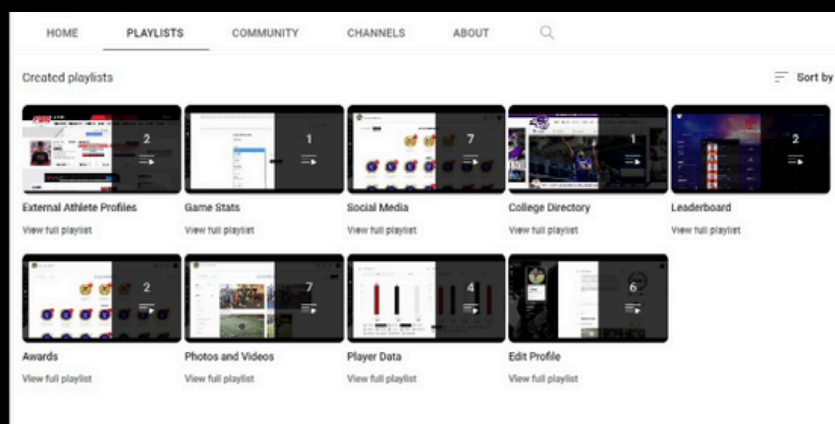 HOME PLAYLISTS COMMUNITY CHANNELS ABOUT
Created playlists Sort by
2 1 7 1 2
External Athlete Profiles Game Stats Social Media College Directory Leaderboard
View full playlist View full playlist View full playlist View full playlist View full playlist
2 7 4 6
Awards Photos and Videos Player Data Edit Profile
View full playlist View full playlist View full playlist View full playlist